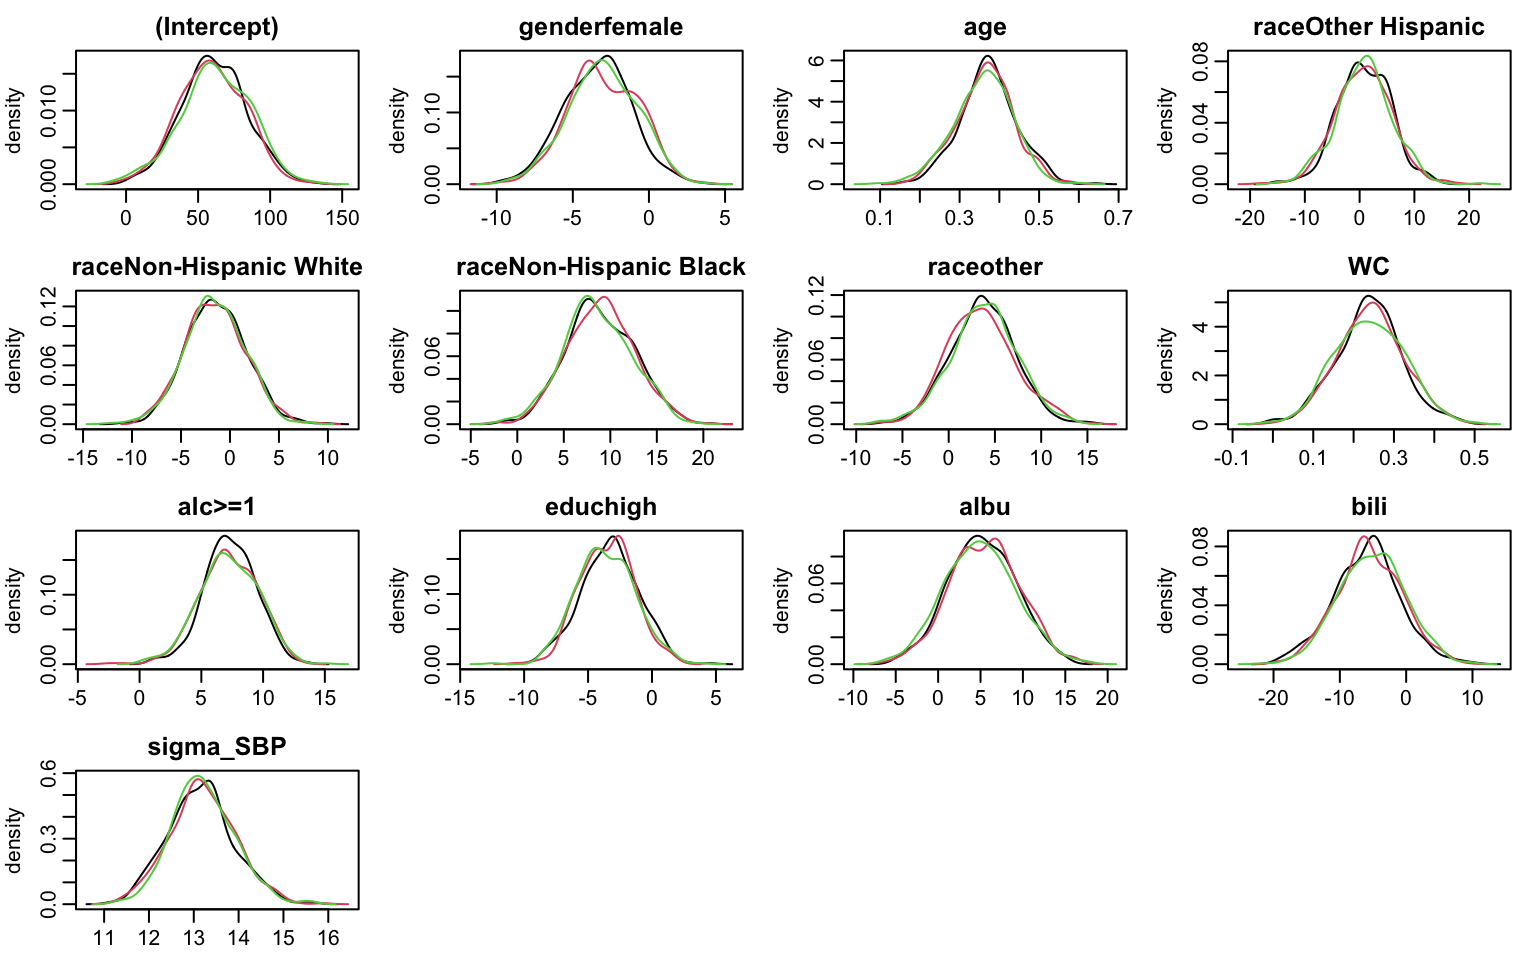 (Intercept)
density
0.000 0.010
0 50 100 150
genderfemale
density
0.00 0.10
-10 -5 0 5
age
density
0 2 4 6
0.1 0.3 0.5 0.7
raceOther Hispanic
density
0.00 0.04 0.08
-20 -10 0 10 20
raceNon-Hispanic White
density
0.00 0.06 0.12
-15 -10 -5 0 5 10
raceNon-Hispanic Black
density
0.00 0.06
-5 0 5 10 15 20
raceother
density
0.00 0.06 0.12
-10 -5 0 5 10 15
WC
density
0 2 4
-0.1 0.1 0.3 0.5
alc>=1
density
0.00 0.10
-5 0 5 10 15
educhigh
density
0.00 0.10
-15 -10 -5 0 5
albu
density
0.00 0.06
-10 -5 0 5 10 15 20
bili
density
0.00 0.04 0.08
-20 -10 0 10
sigma_SBP
density
0.0 0.3 0.6
11 12 13 14 15 16